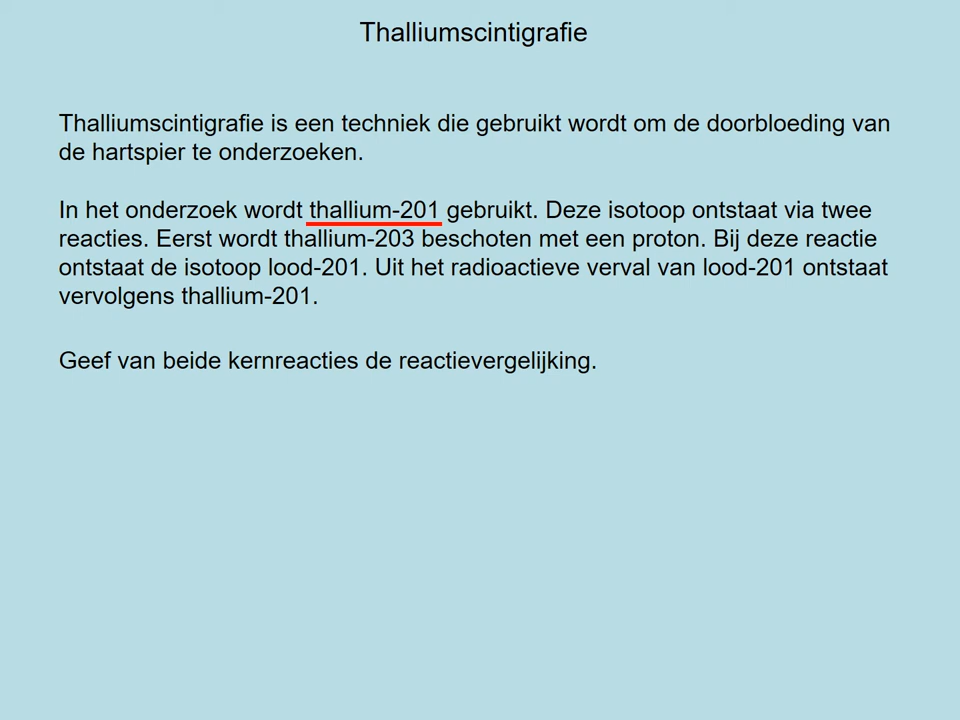 Thalliumscintigrafie
Thalliumscintigrafie is een techniek die gebruikt wordt om de doorbloeding van
de hartspier te onderzoeken.
In het onderzoek wordt thallium-201 gebruikt. Deze isotoop ontstaat via twee
reacties. Eerst wordt thallium-203 beschoten met een proton. Bij deze reactie
ontstaat de isotoop lood-201. Uit het radioactieve verval van lood-201 ontstaat
vervolgens thallium-201.
Geef van beide kernreacties de reactievergelijking.